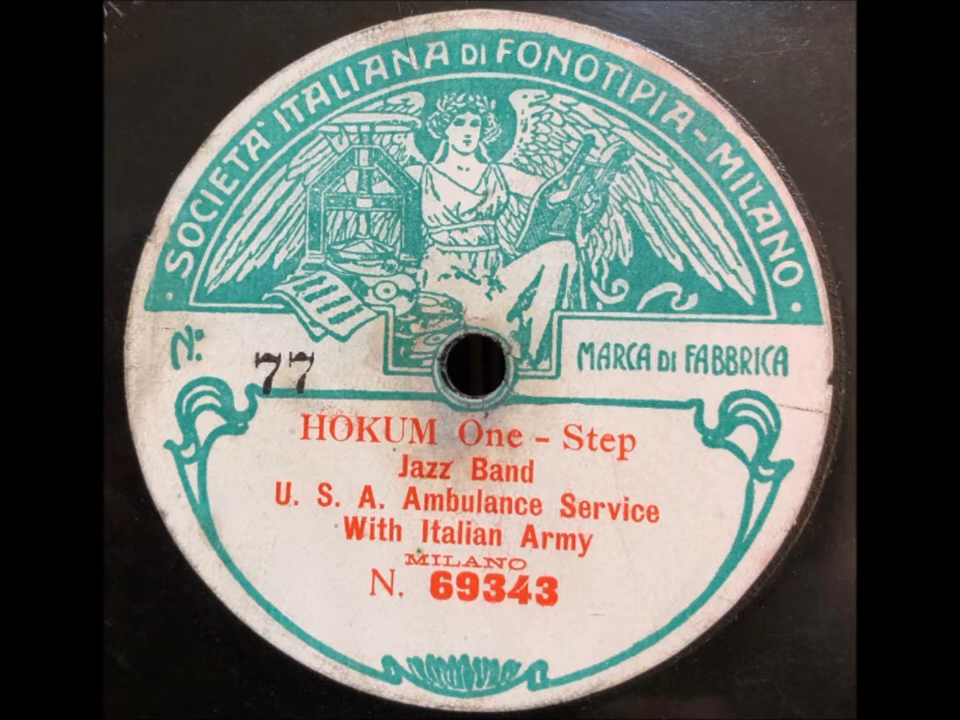 SOCIETA' ITALIANA DI FONOTIPIA - MILANO
N:
77
MARCA DI FABBRICA
HOKUM One - Step
Jazz Band
U. S. A. Ambulance Service
With Italian Army
MILANO
N. 69343